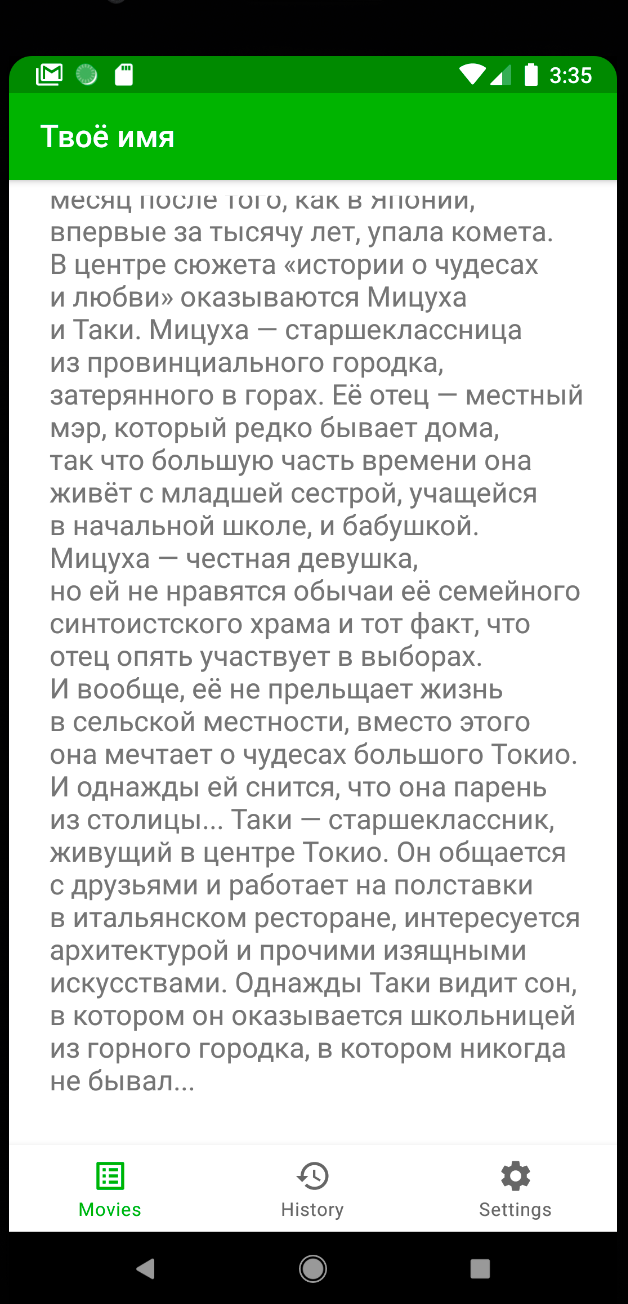 3:35
Твоё имя
месяц после того, как в Японии,
впервые за тысячу лет, упала комета.
В центре сюжета «истории о чудесах
и любви» оказываются Мицуха
и Таки. Мицуха — старшеклассница
из провинциального городка,
затерянного в горах. Её отец — местный
мэр, который редко бывает дома,
так что большую часть времени она
живёт с младшей сестрой, учащейся
в начальной школе, и бабушкой.
Мицуха — честная девушка,
но ей не нравятся обычаи её семейного
синтоистского храма и тот факт, что
отец опять участвует в выборах.
И вообще, её не прельщает жизнь
в сельской местности, вместо этого
она мечтает о чудесах большого Токио.
И однажды ей снится, что она парень
из столицы... Таки — старшеклассник,
живущий в центре Токио. Он общается
с друзьями и работает на полставки
в итальянском ресторане, интересуется
архитектурой и прочими изящными
искусствами. Однажды Таки видит сон,
в котором он оказывается школьницей
из горного городка, в котором никогда
не бывал...
Movies
History
Settings